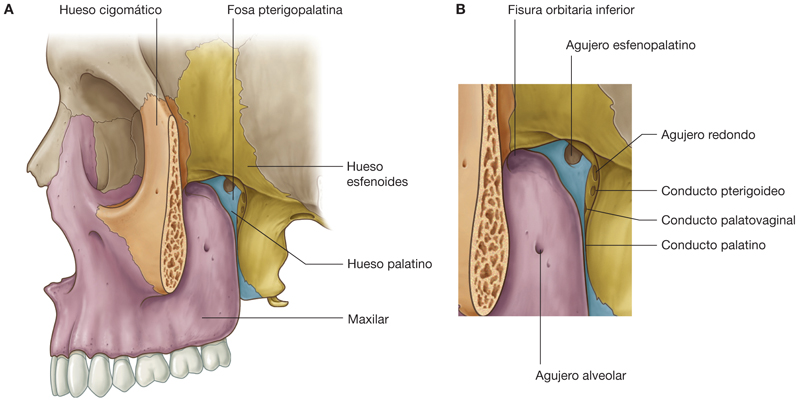 A
Hueso cigomático
Fosa pterigopalatina
Hueso
esfenoides
Hueso palatino
Maxilar
B
Fisura orbitaria inferior
Agujero esfenopalatino
Agujero redondo
Conducto pterigoideo
Conducto palatovaginal
Conducto palatino
Agujero alveolar